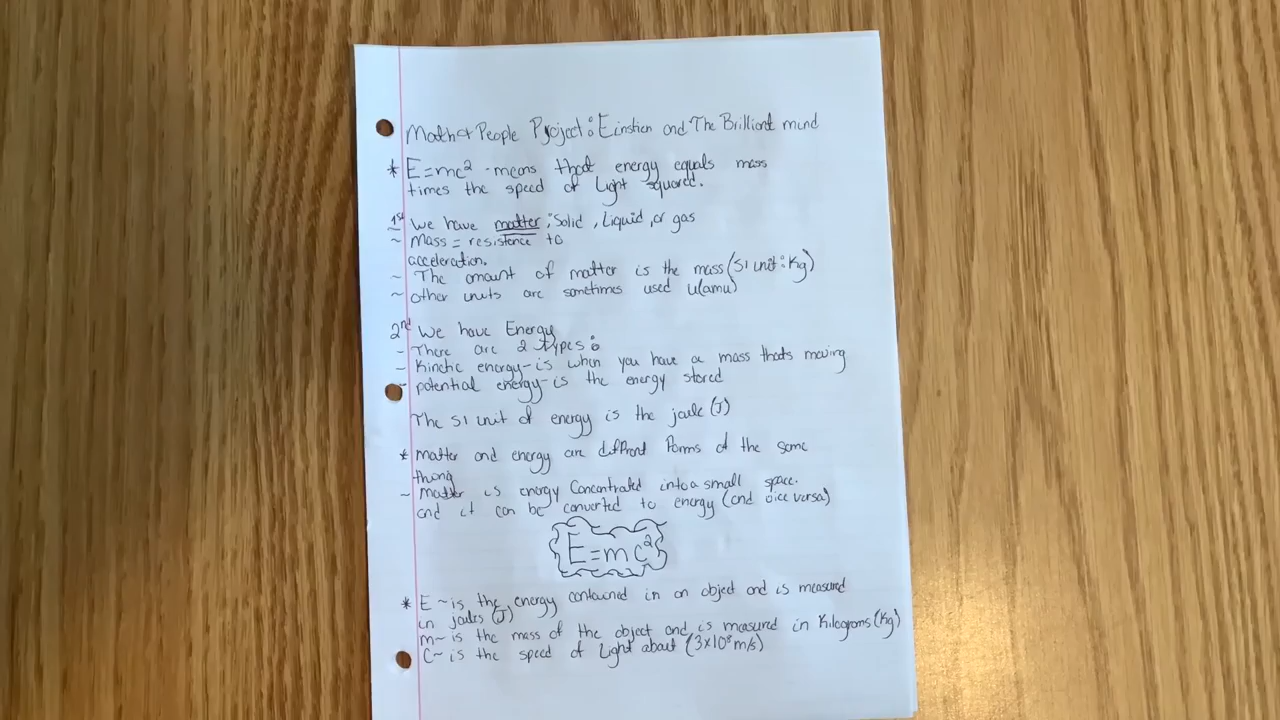 Math & People Project: Einstien and The Brilliant mind
* E=mc² - means that energy equals mass
times the speed of Light squared.
1st We have matter: Solid, Liquid, or gas
~ Mass = resistence to
acceleration.
~ The amount of matter is the mass (SI unit: Kg)
~ other units are sometimes used u(amu)
2nd We have Energy
- There are 2 types:
- Kinetic energy - is when you have a mass thats moving
- potential energy - is the energy stored
The SI unit of energy is the joule (J)
* Matter and energy are diffrent forms of the same
thing
~ Matter is energy Concentrated into a small space.
and it can be converted to energy (and vice versa)
E=mc²
* E ~ is the energy contained in an object and is measured
in joules (J)
m ~ is the mass of the object and is measured in Kilograms (Kg)
C ~ is the speed of Light about (3x10⁸ m/s)